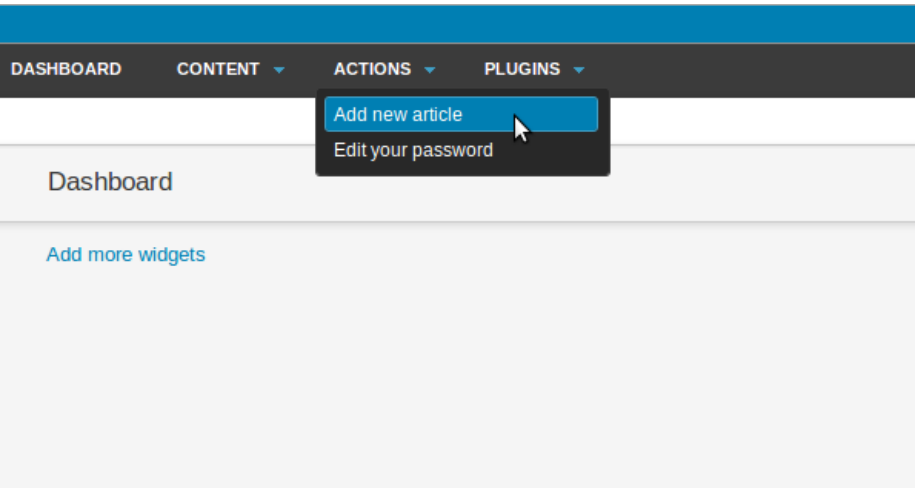 DASHBOARD CONTENT ACTIONS PLUGINS
Add new article
Edit your password
Dashboard
Add more widgets